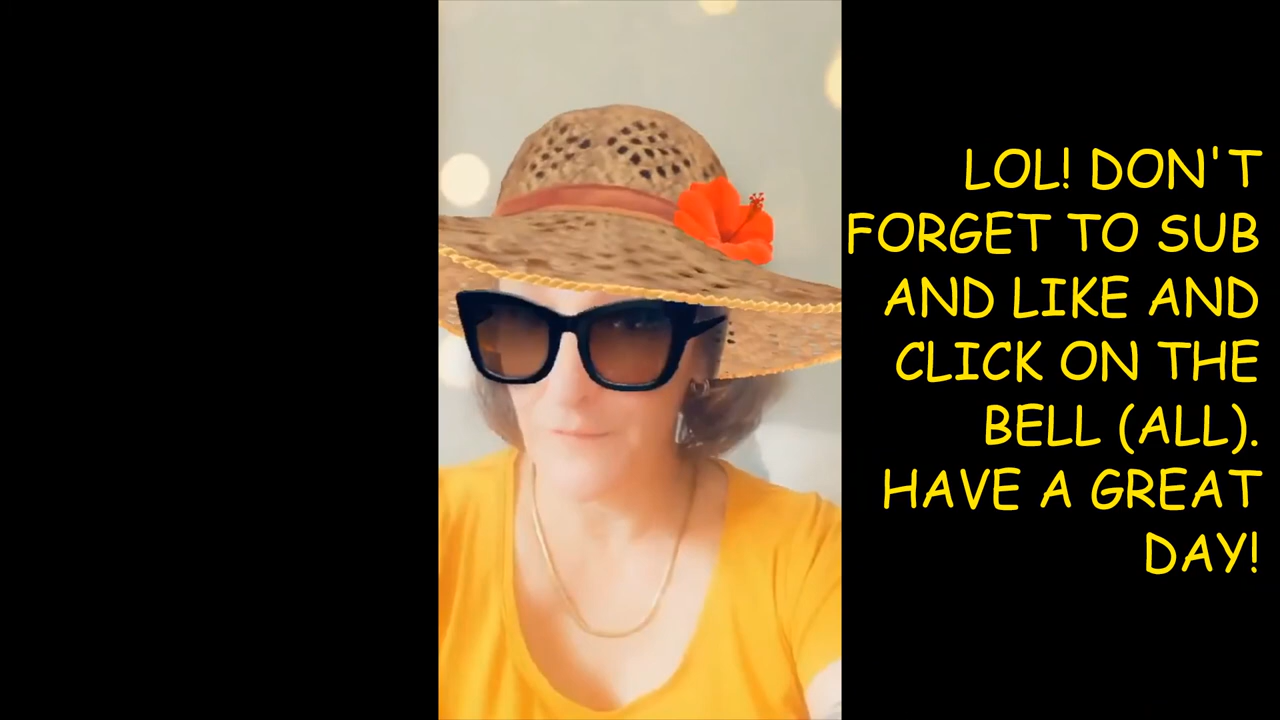 LOL! DON'T
FORGET TO SUB
AND LIKE AND
CLICK ON THE
BELL (ALL).
HAVE A GREAT
DAY!